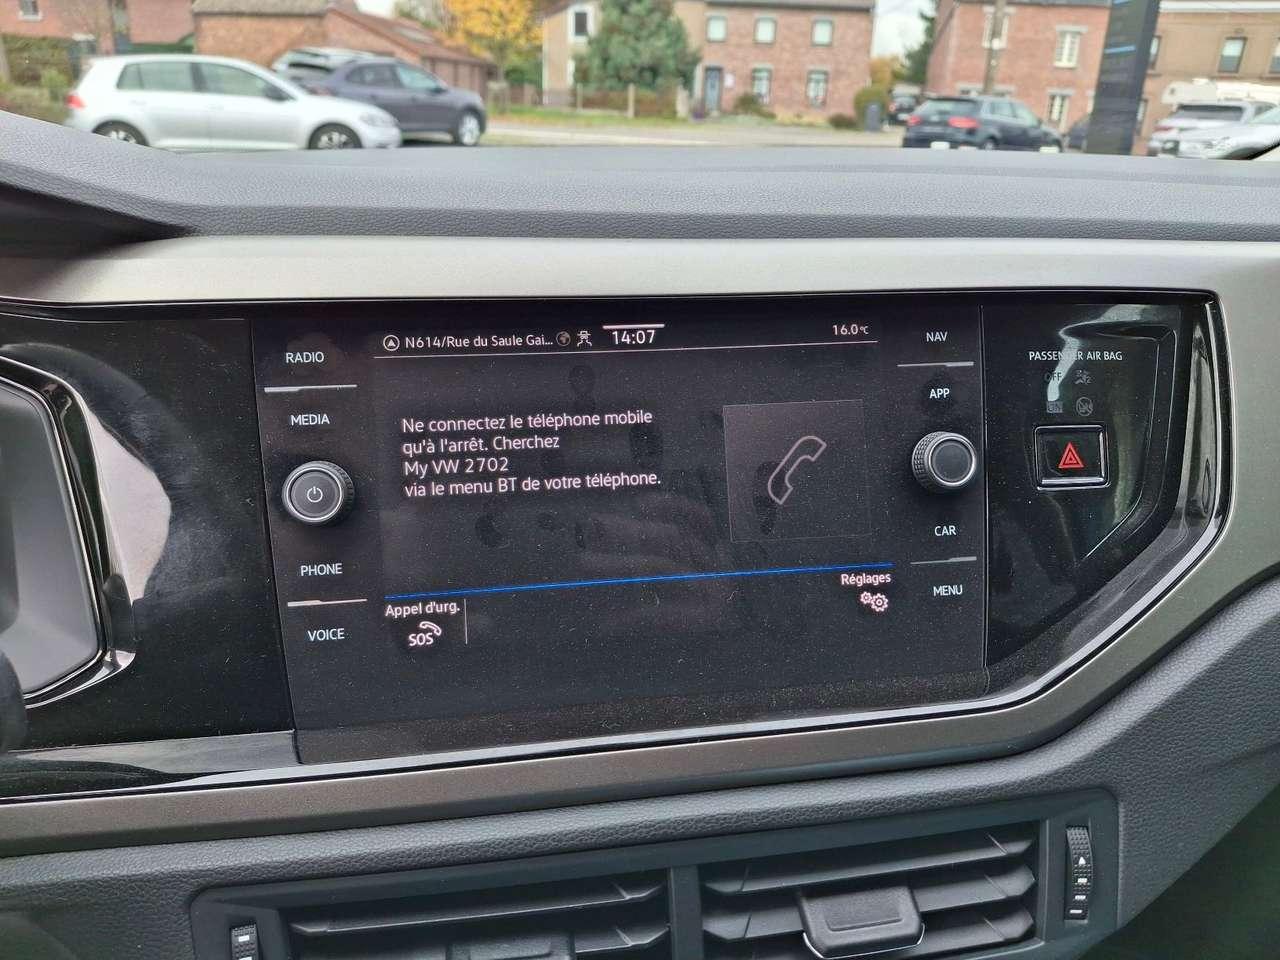 N614/Rue du Saule Gai... 14:07 16.0°C
RADIO
MEDIA
PHONE
VOICE
Ne connectez le téléphone mobile
qu'à l'arrêt. Cherchez
My VW 2702
via le menu BT de votre téléphone.
Appel d'urg.
SOS
Réglages
NAV
APP
CAR
MENU
PASSENGER AIR BAG
OFF
ON